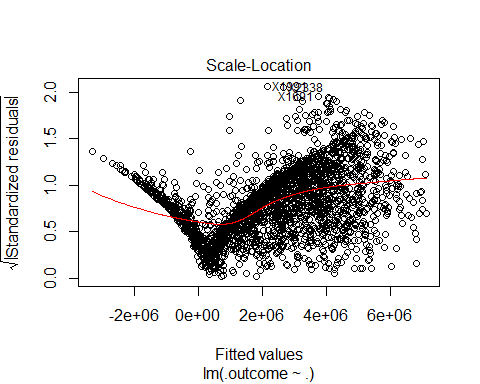 Scale-Location
√|Standardized residuals|
2.0
1.5
1.0
0.5
0.0
-2e+06 0e+00 2e+06 4e+06 6e+06
Fitted values
lm(.outcome ~ .)